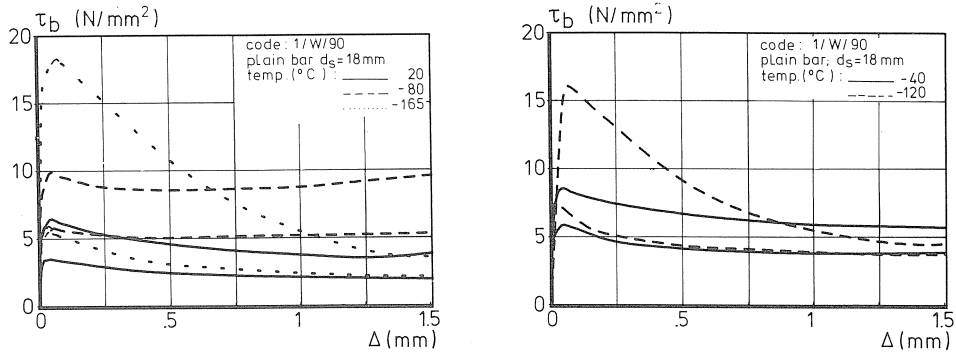 τb (N/mm²)
20
15
10
5
0
code: 1/W/90
plain bar ds=18mm
temp.(°C): 20
-80
-165
0 .5 1.0 1.5
Δ (mm)
τb (N/mm²)
20
15
10
5
0
code: 1/W/90
plain bar; ds=18mm
temp.(°C): -40
-120
0 .5 1.0 1.5
Δ (mm)